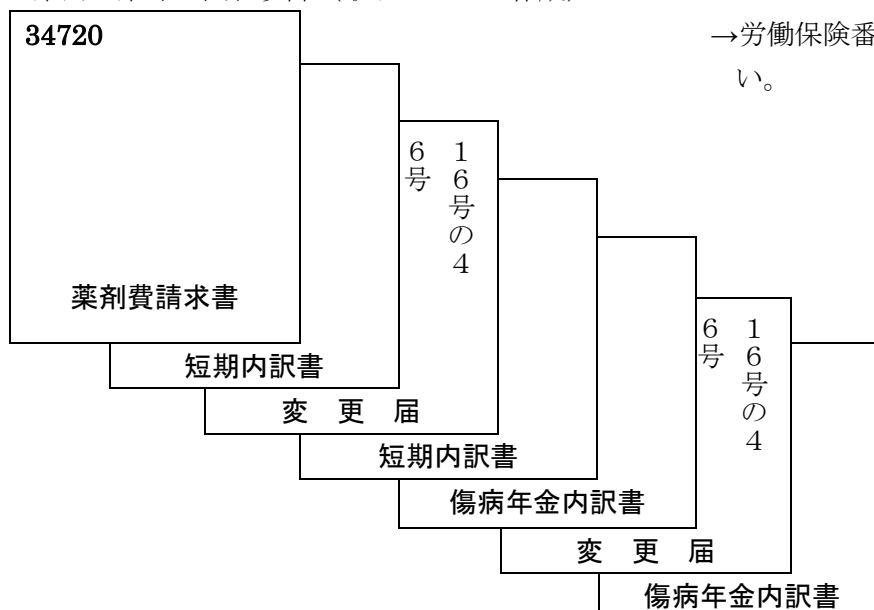 34720
→労働保険番
い。
薬剤費請求書
短期内訳書
16号の4
6号
変　更　届
短期内訳書
傷病年金内訳書
16号の4
6号
変　更　届
傷病年金内訳書